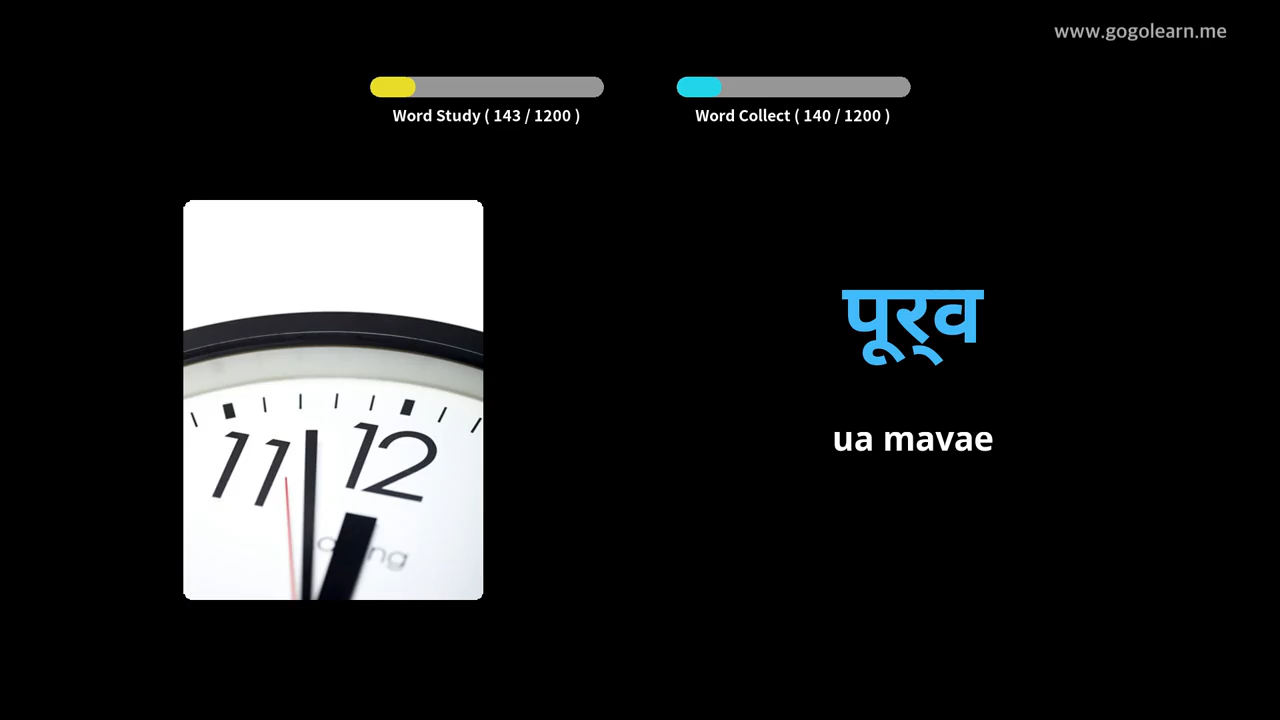 www.gogolearn.me
Word Study ( 143 / 1200 )
Word Collect ( 140 / 1200 )
पूर्‌व
ua mavae
11
12